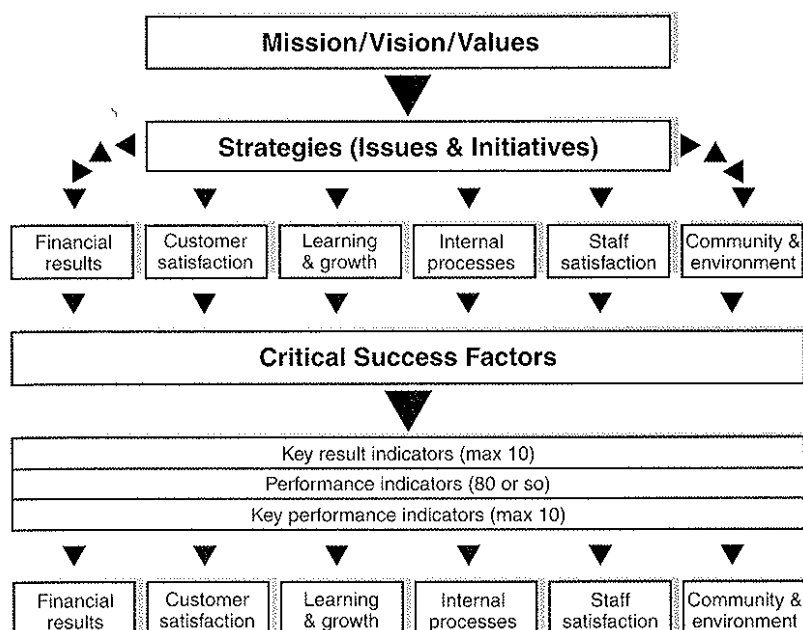 Mission/Vision/Values
Strategies (Issues & Initiatives)
Financial
results
Customer
satisfaction
Learning
& growth
Internal
processes
Staff
satisfaction
Community &
environment
Critical Success Factors
Key result indicators (max 10)
Performance indicators (80 or so)
Key performance indicators (max 10)
Financial
results
Customer
satisfaction
Learning
& growth
Internal
processes
Staff
satisfaction
Community &
environment